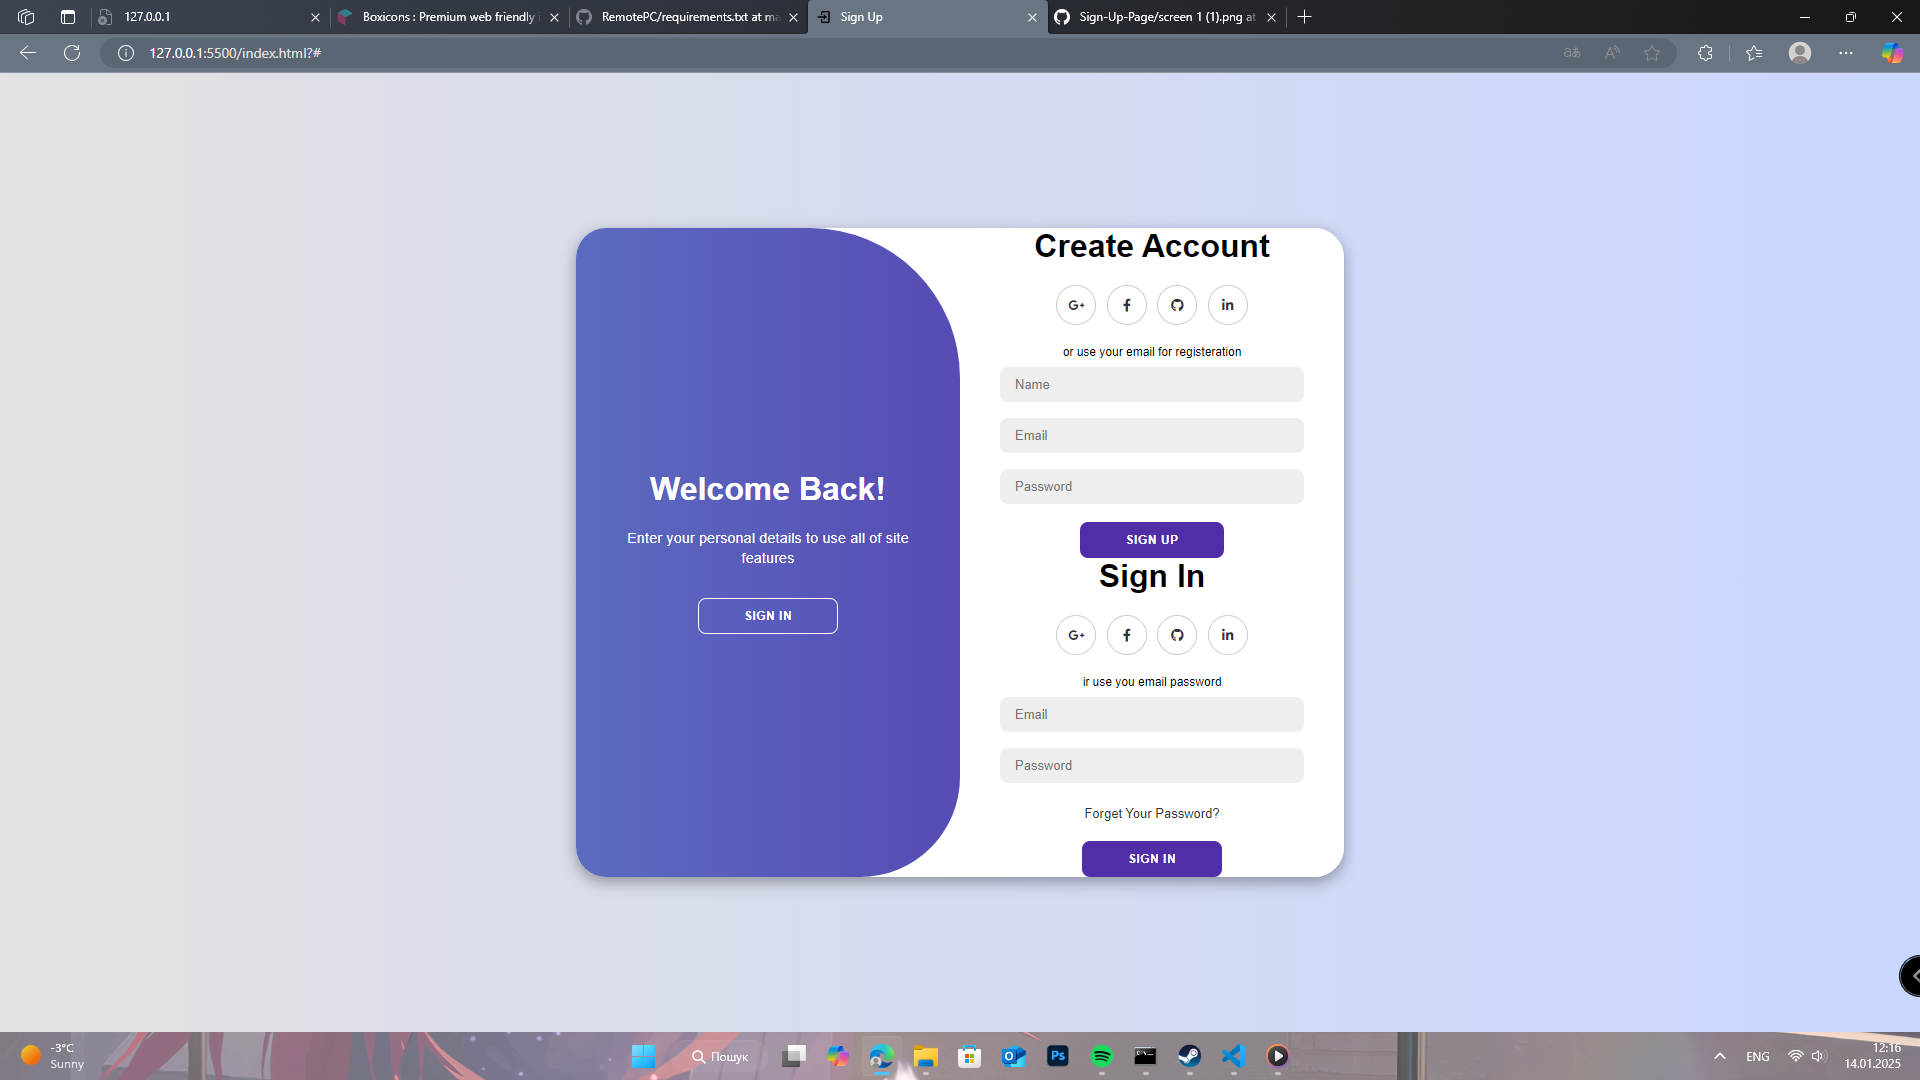 127.0.0.1
Boxicons : Premium web friendly i
RemotePC/requirements.txt at ma
Sign Up
Sign-Up-Page/screen 1 (1).png at
127.0.0.1:5500/index.html?#
Welcome Back!
Enter your personal details to use all of site
features
SIGN IN
Create Account
G+
f
in
or use your email for registeration
Name
Email
Password
SIGN UP
Sign In
G+
f
in
ir use you email password
Email
Password
Forget Your Password?
SIGN IN
-3°C
Sunny
Пошук
Ps
ENG
12:16
14.01.2025